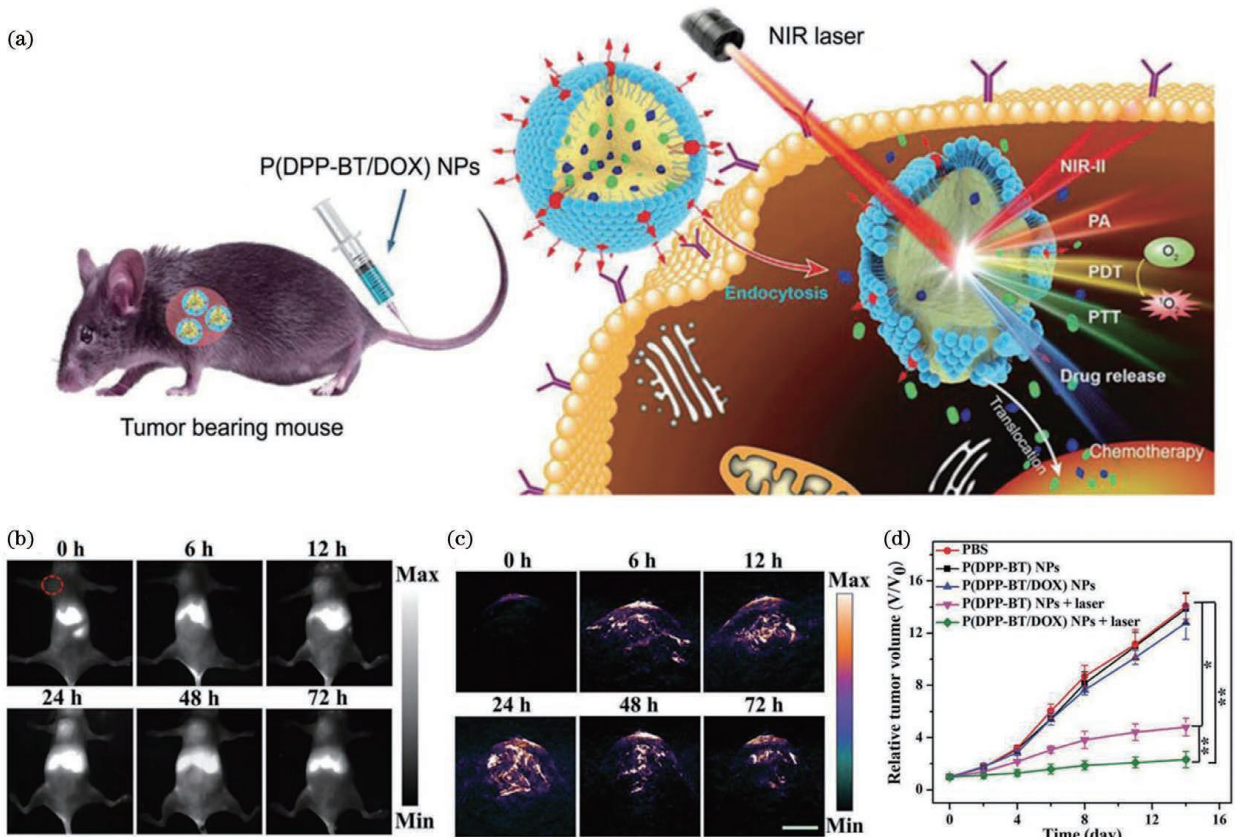 (a)
NIR laser
P(DPP-BT/DOX) NPs
NIR-II
PA
O₂
Endocytosis
PDT
¹O₂
PTT
Drug release
Translocation
Tumor bearing mouse
Chemotherapy
(b)
0 h 6 h 12 h
Max
24 h 48 h 72 h
Min
(c)
0 h 6 h 12 h
Max
24 h 48 h 72 h
Min
(d)
PBS
P(DPP-BT) NPs
P(DPP-BT/DOX) NPs
P(DPP-BT) NPs + laser
P(DPP-BT/DOX) NPs + laser
Relative tumor volume (V/V₀)
16
12
8
4
0
*
**
**
0 4 8 12 16
Time (day)